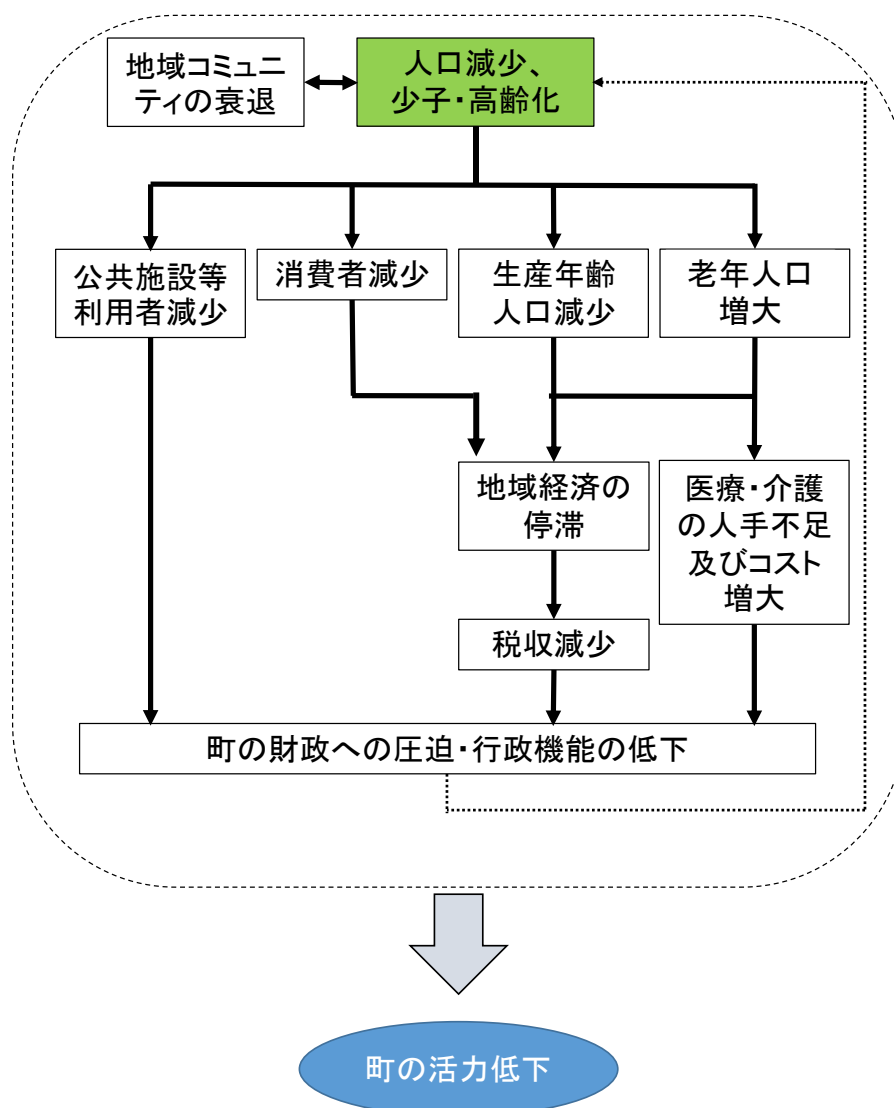 地域コミュニ
ティの衰退
人口減少、
少子・高齢化
公共施設等
利用者減少
消費者減少
生産年齢
人口減少
老年人口
増大
地域経済の
停滞
医療・介護
の人手不足
及びコスト
増大
税収減少
町の財政への圧迫・行政機能の低下
町の活力低下